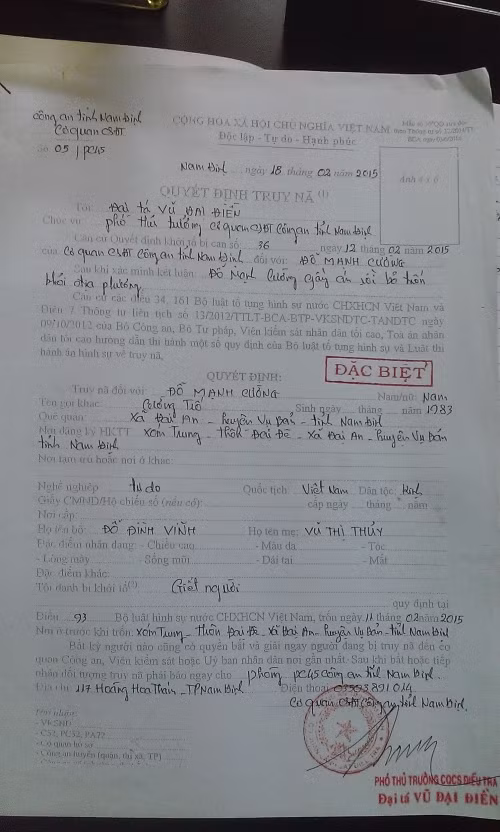 Công an tỉnh Nam Định
Cơ quan CSĐT
Số 05 / PC45
CỘNG HÒA XÃ HỘI CHỦ NGHĨA VIỆT NAM
Độc lập - Tự do - Hạnh phúc
Nam Định ngày 18 tháng 02 năm 2015
Ảnh 4 x 6
QUYẾT ĐỊNH TRUY NÃ (1)
Tôi: Đại tá VŨ ĐẠI ĐIỀN
Chức vụ: phó thủ trưởng cơ quan CSĐT công an tỉnh Nam Định
Căn cứ Quyết định khởi tố bị can số 36 ngày 12 tháng 02 năm 2015
của Cơ quan CSĐT công an tỉnh Nam Định đối với ĐỖ MẠNH CƯỜNG
Sau khi xác minh kết luận Đỗ Mạnh Cường gây án rồi bỏ trốn
khỏi địa phương
Căn cứ các điều 34, 161 Bộ luật tố tụng hình sự nước CHXHCN Việt Nam và
Điều 7 Thông tư liên tịch số 13/2012/TTLT-BCA-BTP-VKSNDTC-TANDTC ngày
09/10/2012 của Bộ Công an, Bộ Tư pháp, Viện kiểm sát nhân dân tối cao, Toà án nhân
dân tối cao hướng dẫn thi hành một số quy định của Bộ luật tố tụng hình sự và Luật thi
hành án hình sự về truy nã,
ĐẶC BIỆT
QUYẾT ĐỊNH:
Truy nã đối với: ĐỖ MẠNH CƯỜNG Nam/nữ: Nam
Tên gọi khác: Cường Sinh ngày tháng năm 1983
Quê quán: Xã Đại An - huyện Vụ Bản - tỉnh Nam Định
Nơi đăng ký HKTT xóm Trung - thôn Đại Đê - xã Đại An - huyện Vụ Bản
tỉnh Nam Định
Nơi tạm trú hoặc nơi ở khác:
Nghề nghiệp tự do Quốc tịch: Việt Nam Dân tộc Kinh
Giấy CMND/Hộ chiếu số (nếu có): cấp ngày tháng năm
Nơi cấp:
Họ tên bố: ĐỖ ĐÌNH VINH Họ tên mẹ: VŨ THỊ THỦY
Đặc điểm nhân dạng: - Chiều cao - Màu da - Tóc
- Lông mày - Sống mũi - Dái tai - Mắt
Đặc điểm khác:
Tội danh bị khởi tố(2) Giết người
quy định tại
Điều 93 Bộ luật hình sự nước CHXHCN Việt Nam, trốn ngày 11 tháng 02 năm 2015
Nơi ở trước khi trốn: xóm Trung - thôn Đại Đê - xã Đại An - huyện Vụ Bản - tỉnh Nam Định
Bất kỳ người nào cũng có quyền bắt và giải ngay người đang bị truy nã đến cơ
quan Công an, Viện kiểm sát hoặc Uỷ ban nhân dân nơi gần nhất. Sau khi bắt hoặc tiếp
nhận đối tượng truy nã phải báo ngay cho phòng PC45 công an tỉnh Nam Định
Địa chỉ: 117 Hoàng Hoa Thám - TP Nam Định Điện thoại
Cơ quan CSĐT Công an tỉnh Nam Định
Nơi nhận:
- VKSND
- Cơ quan hồ sơ
- Công an huyện (quận, thị xã, TP)
PHÓ THỦ TRƯỞNG CQCS ĐIỀU TRA
Đại tá VŨ ĐẠI ĐIỀN